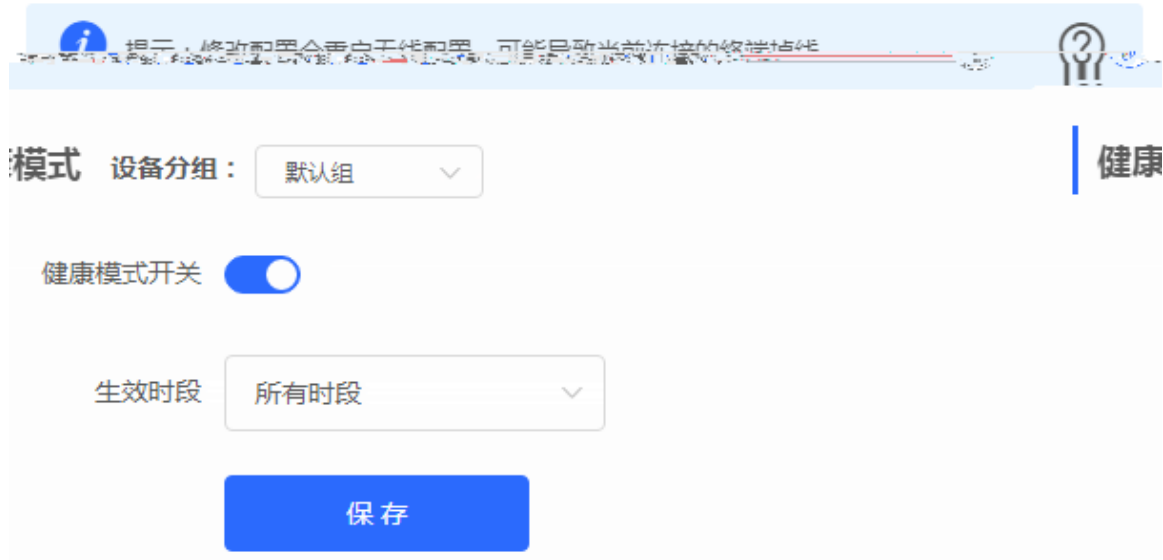 提示：修改配置会重启无线配置，可能导致当前连接的终端掉线
模式 设备分组： 默认组
健康
健康模式开关
生效时段 所有时段
保存